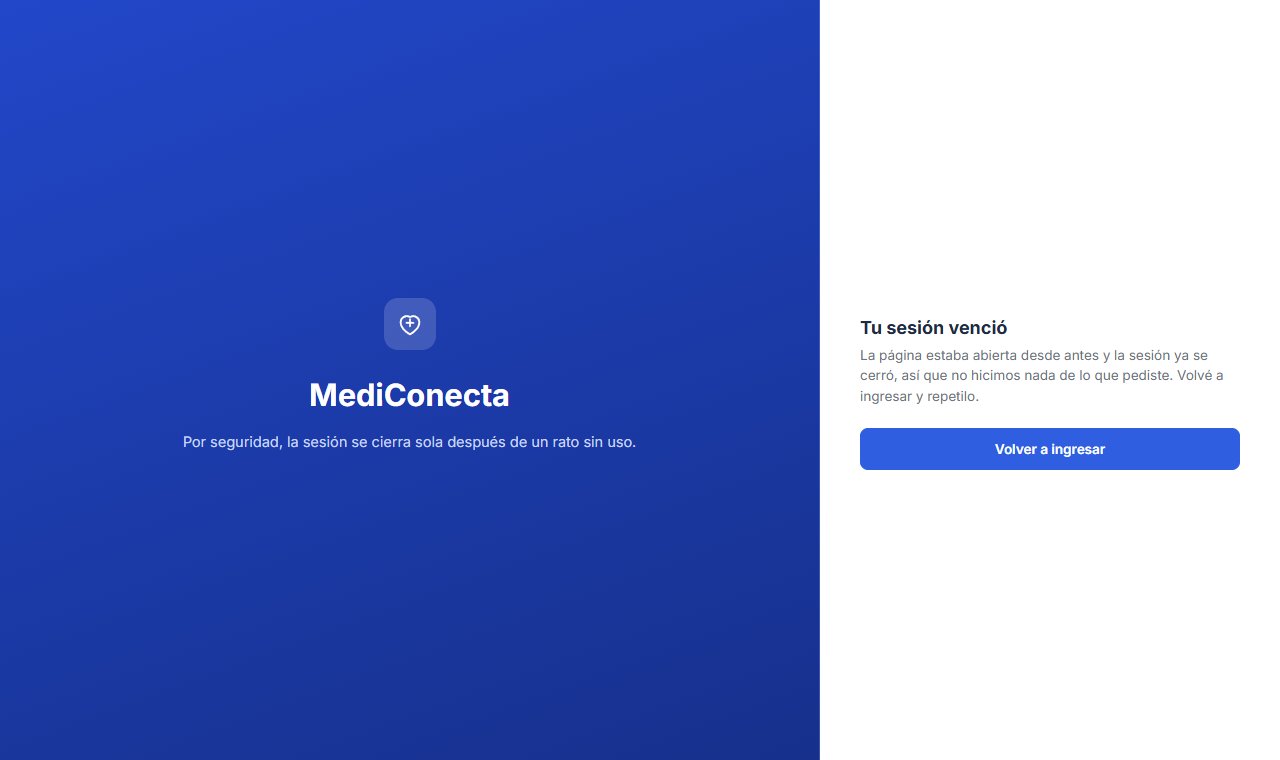 MediConecta
Por seguridad, la sesión se cierra sola después de un rato sin uso.
Tu sesión venció
La página estaba abierta desde antes y la sesión ya se
cerró, así que no hicimos nada de lo que pediste. Volvé a
ingresar y repetilo.
Volver a ingresar